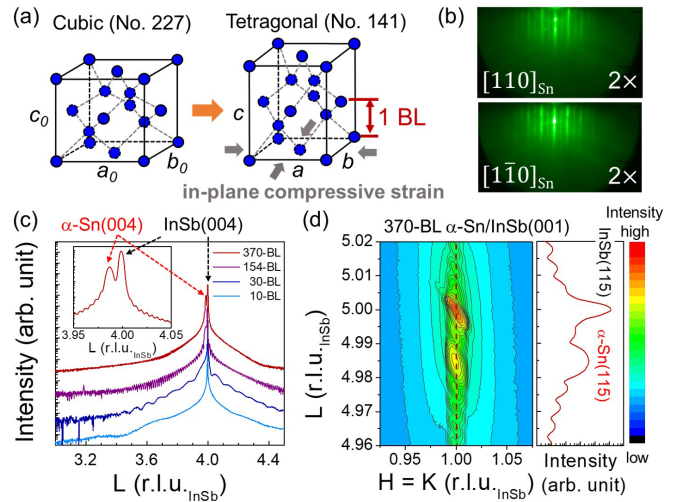 (a) Cubic (No. 227)
Tetragonal (No. 141)
c0
a0
b0
c
a
b
1 BL
in-plane compressive strain
(b)
[110]Sn
2×
[11̅0]Sn
2×
(c)
α-Sn(004)
InSb(004)
370-BL
154-BL
30-BL
10-BL
3.95 4.00 4.05
L (r.l.u.InSb)
Intensity (arb. unit)
3.2 3.6 4.0 4.4
L (r.l.u.InSb)
(d)
370-BL α-Sn/InSb(001)
5.02
5.01
5.00
4.99
4.98
4.97
4.96
L (r.l.u.InSb)
0.95 1.00 1.05
H = K (r.l.u.InSb)
InSb(115)
α-Sn(115)
Intensity
(arb. unit)
Intensity
high
low